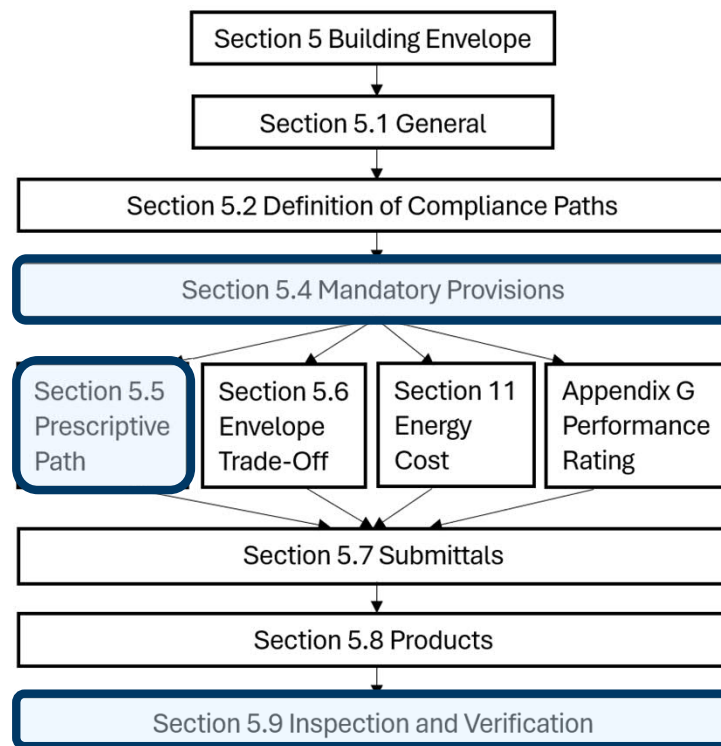 Section 5 Building Envelope
Section 5.1 General
Section 5.2 Definition of Compliance Paths
Section 5.4 Mandatory Provisions
Section 5.5
Prescriptive
Path
Section 5.6
Envelope
Trade-Off
Section 11
Energy
Cost
Appendix G
Performance
Rating
Section 5.7 Submittals
Section 5.8 Products
Section 5.9 Inspection and Verification